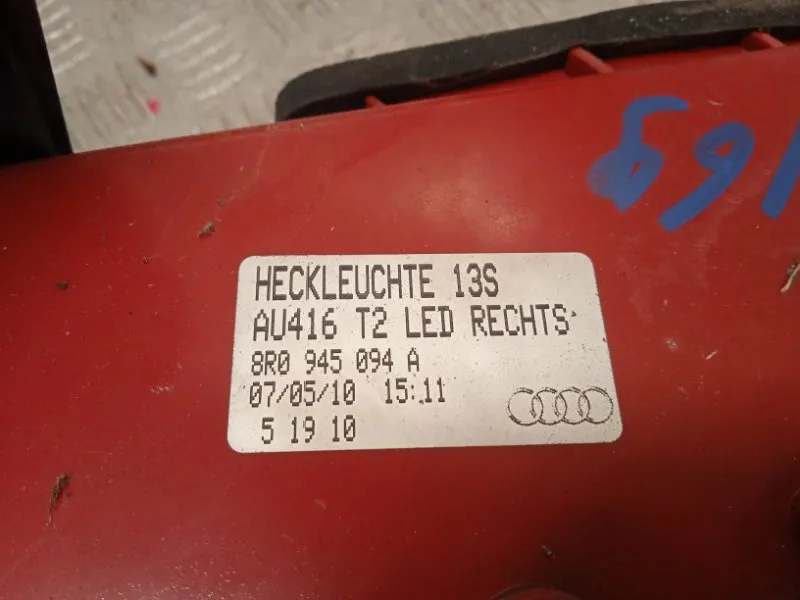 HECKLEUCHTE 13S
AU416 T2 LED RECHTS
8R0 945 094 A
07/05/10 15:11
5 19 10